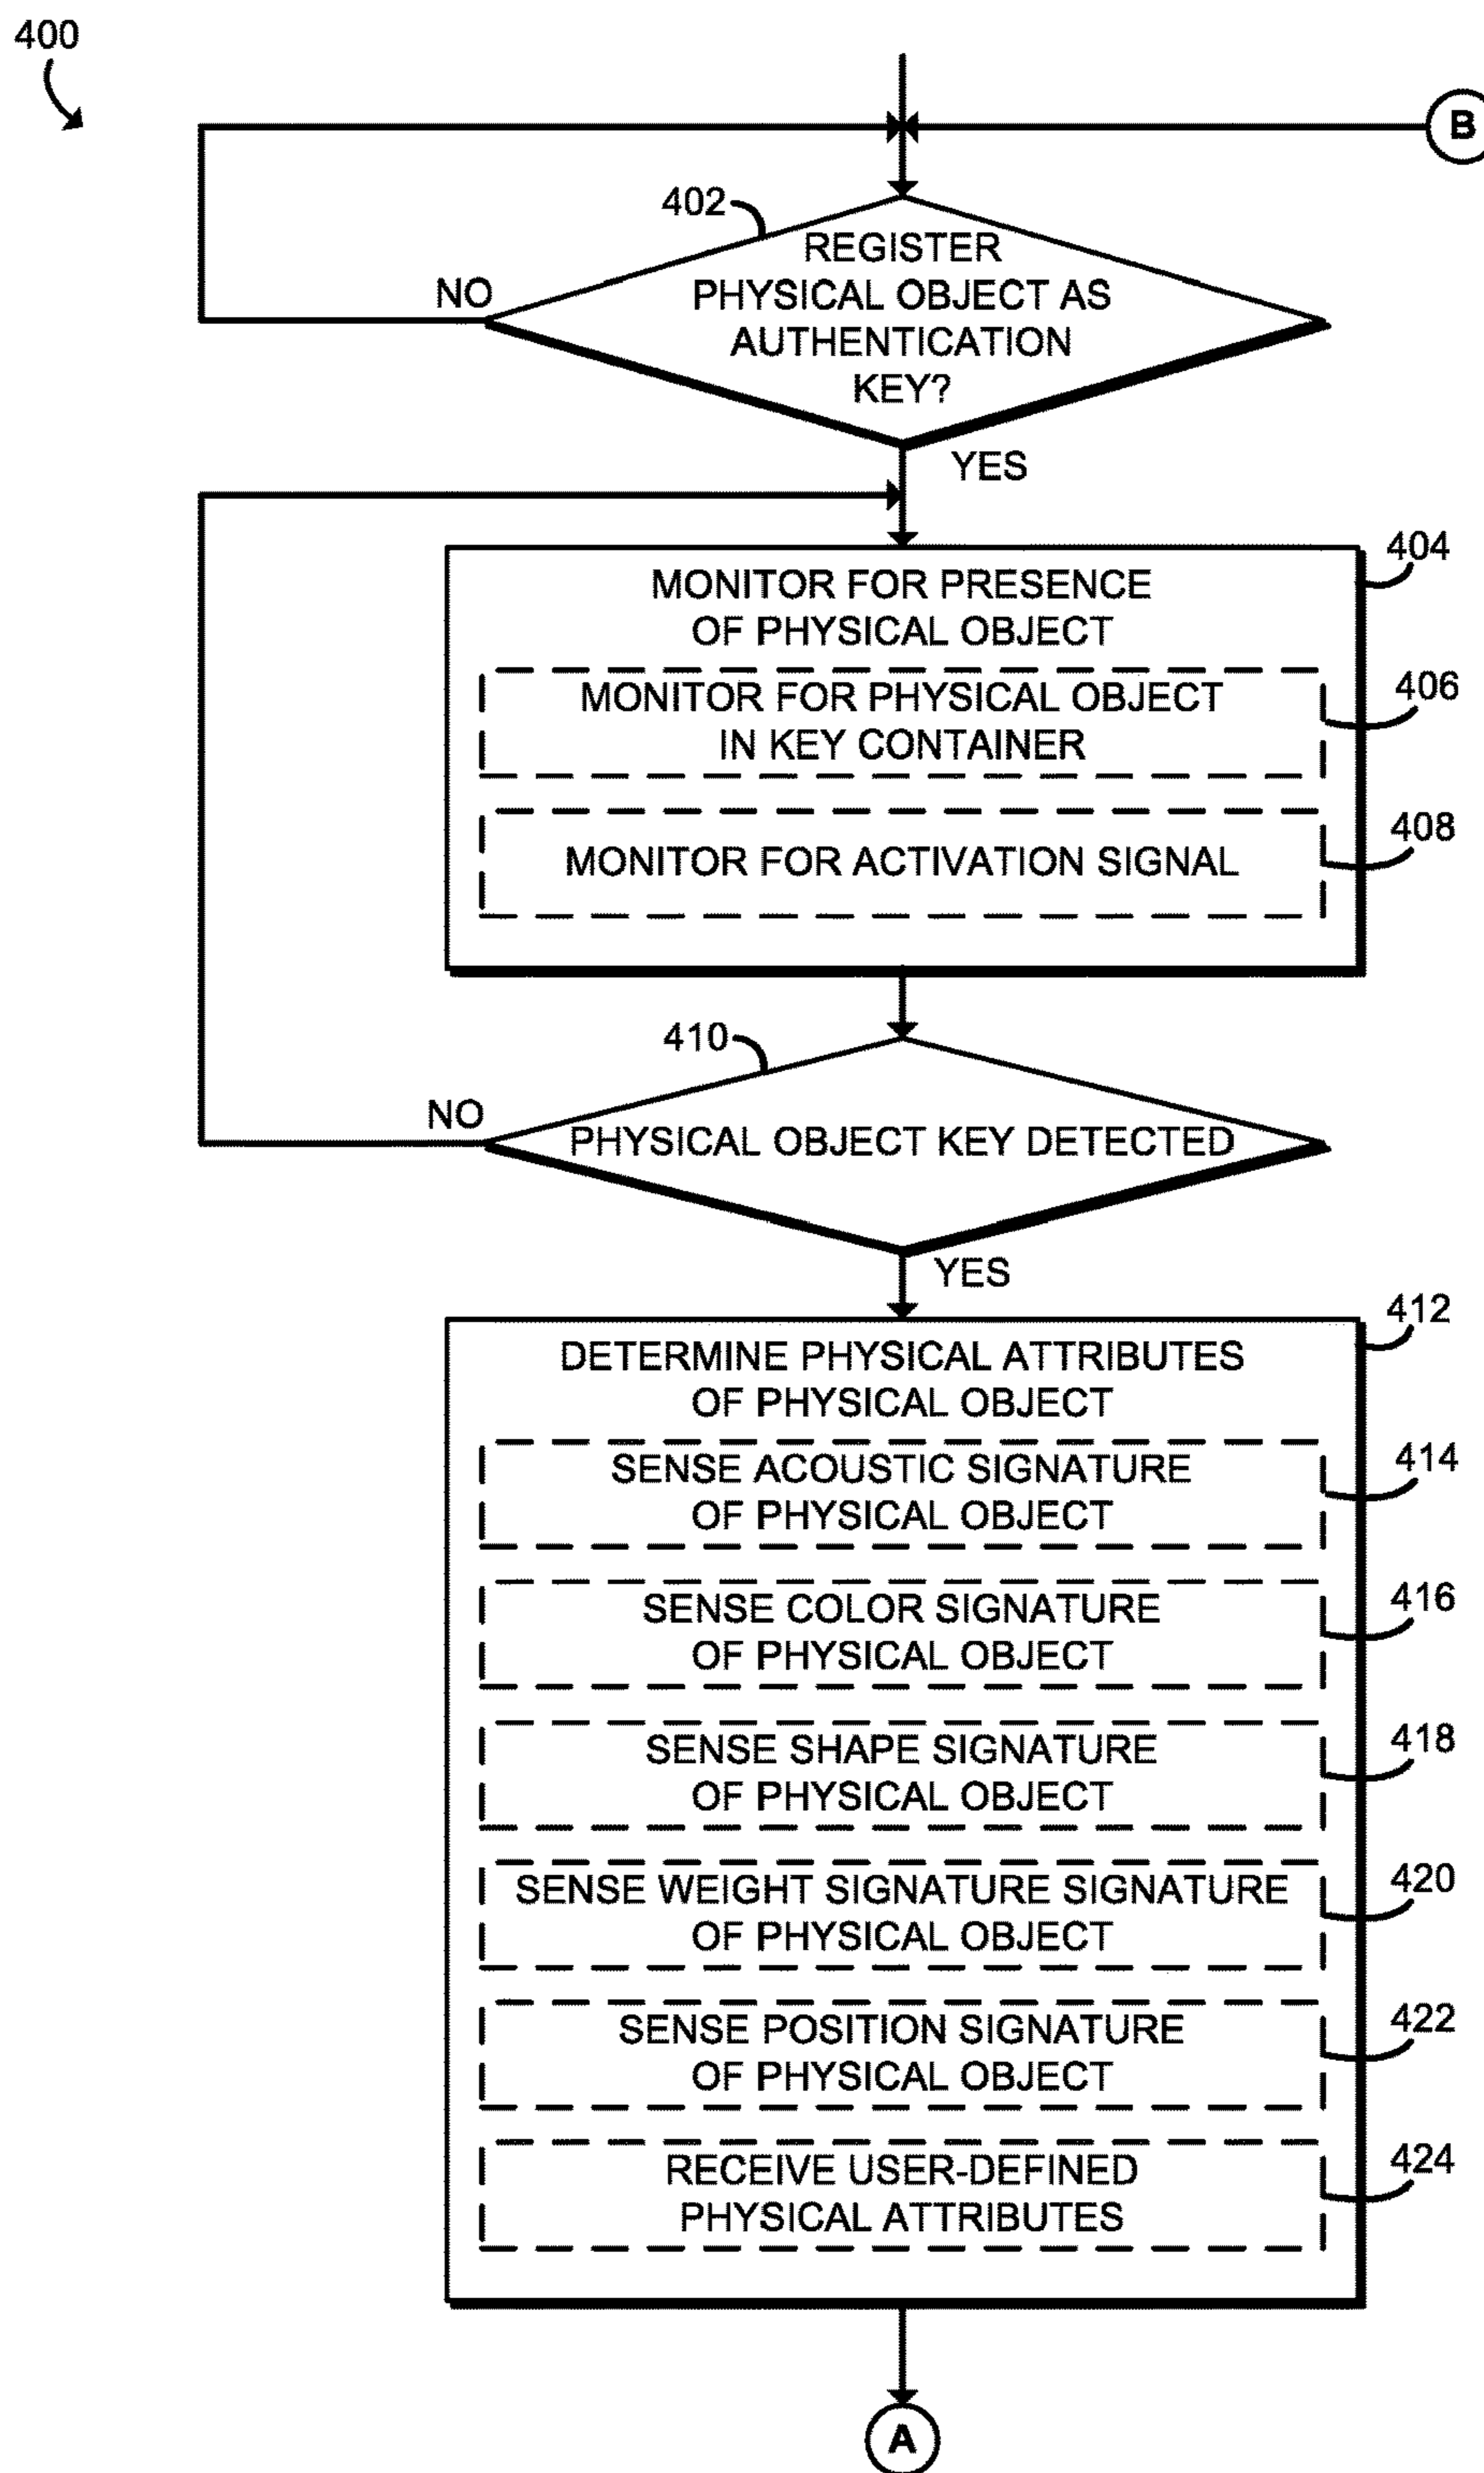 400
B
402
REGISTER
PHYSICAL OBJECT AS
AUTHENTICATION
KEY?
NO
YES
404
MONITOR FOR PRESENCE
OF PHYSICAL OBJECT
406
MONITOR FOR PHYSICAL OBJECT
IN KEY CONTAINER
408
MONITOR FOR ACTIVATION SIGNAL
410
NO
PHYSICAL OBJECT KEY DETECTED
YES
412
DETERMINE PHYSICAL ATTRIBUTES
OF PHYSICAL OBJECT
414
SENSE ACOUSTIC SIGNATURE
OF PHYSICAL OBJECT
416
SENSE COLOR SIGNATURE
OF PHYSICAL OBJECT
418
SENSE SHAPE SIGNATURE
OF PHYSICAL OBJECT
420
SENSE WEIGHT SIGNATURE SIGNATURE
OF PHYSICAL OBJECT
422
SENSE POSITION SIGNATURE
OF PHYSICAL OBJECT
424
RECEIVE USER-DEFINED
PHYSICAL ATTRIBUTES
A